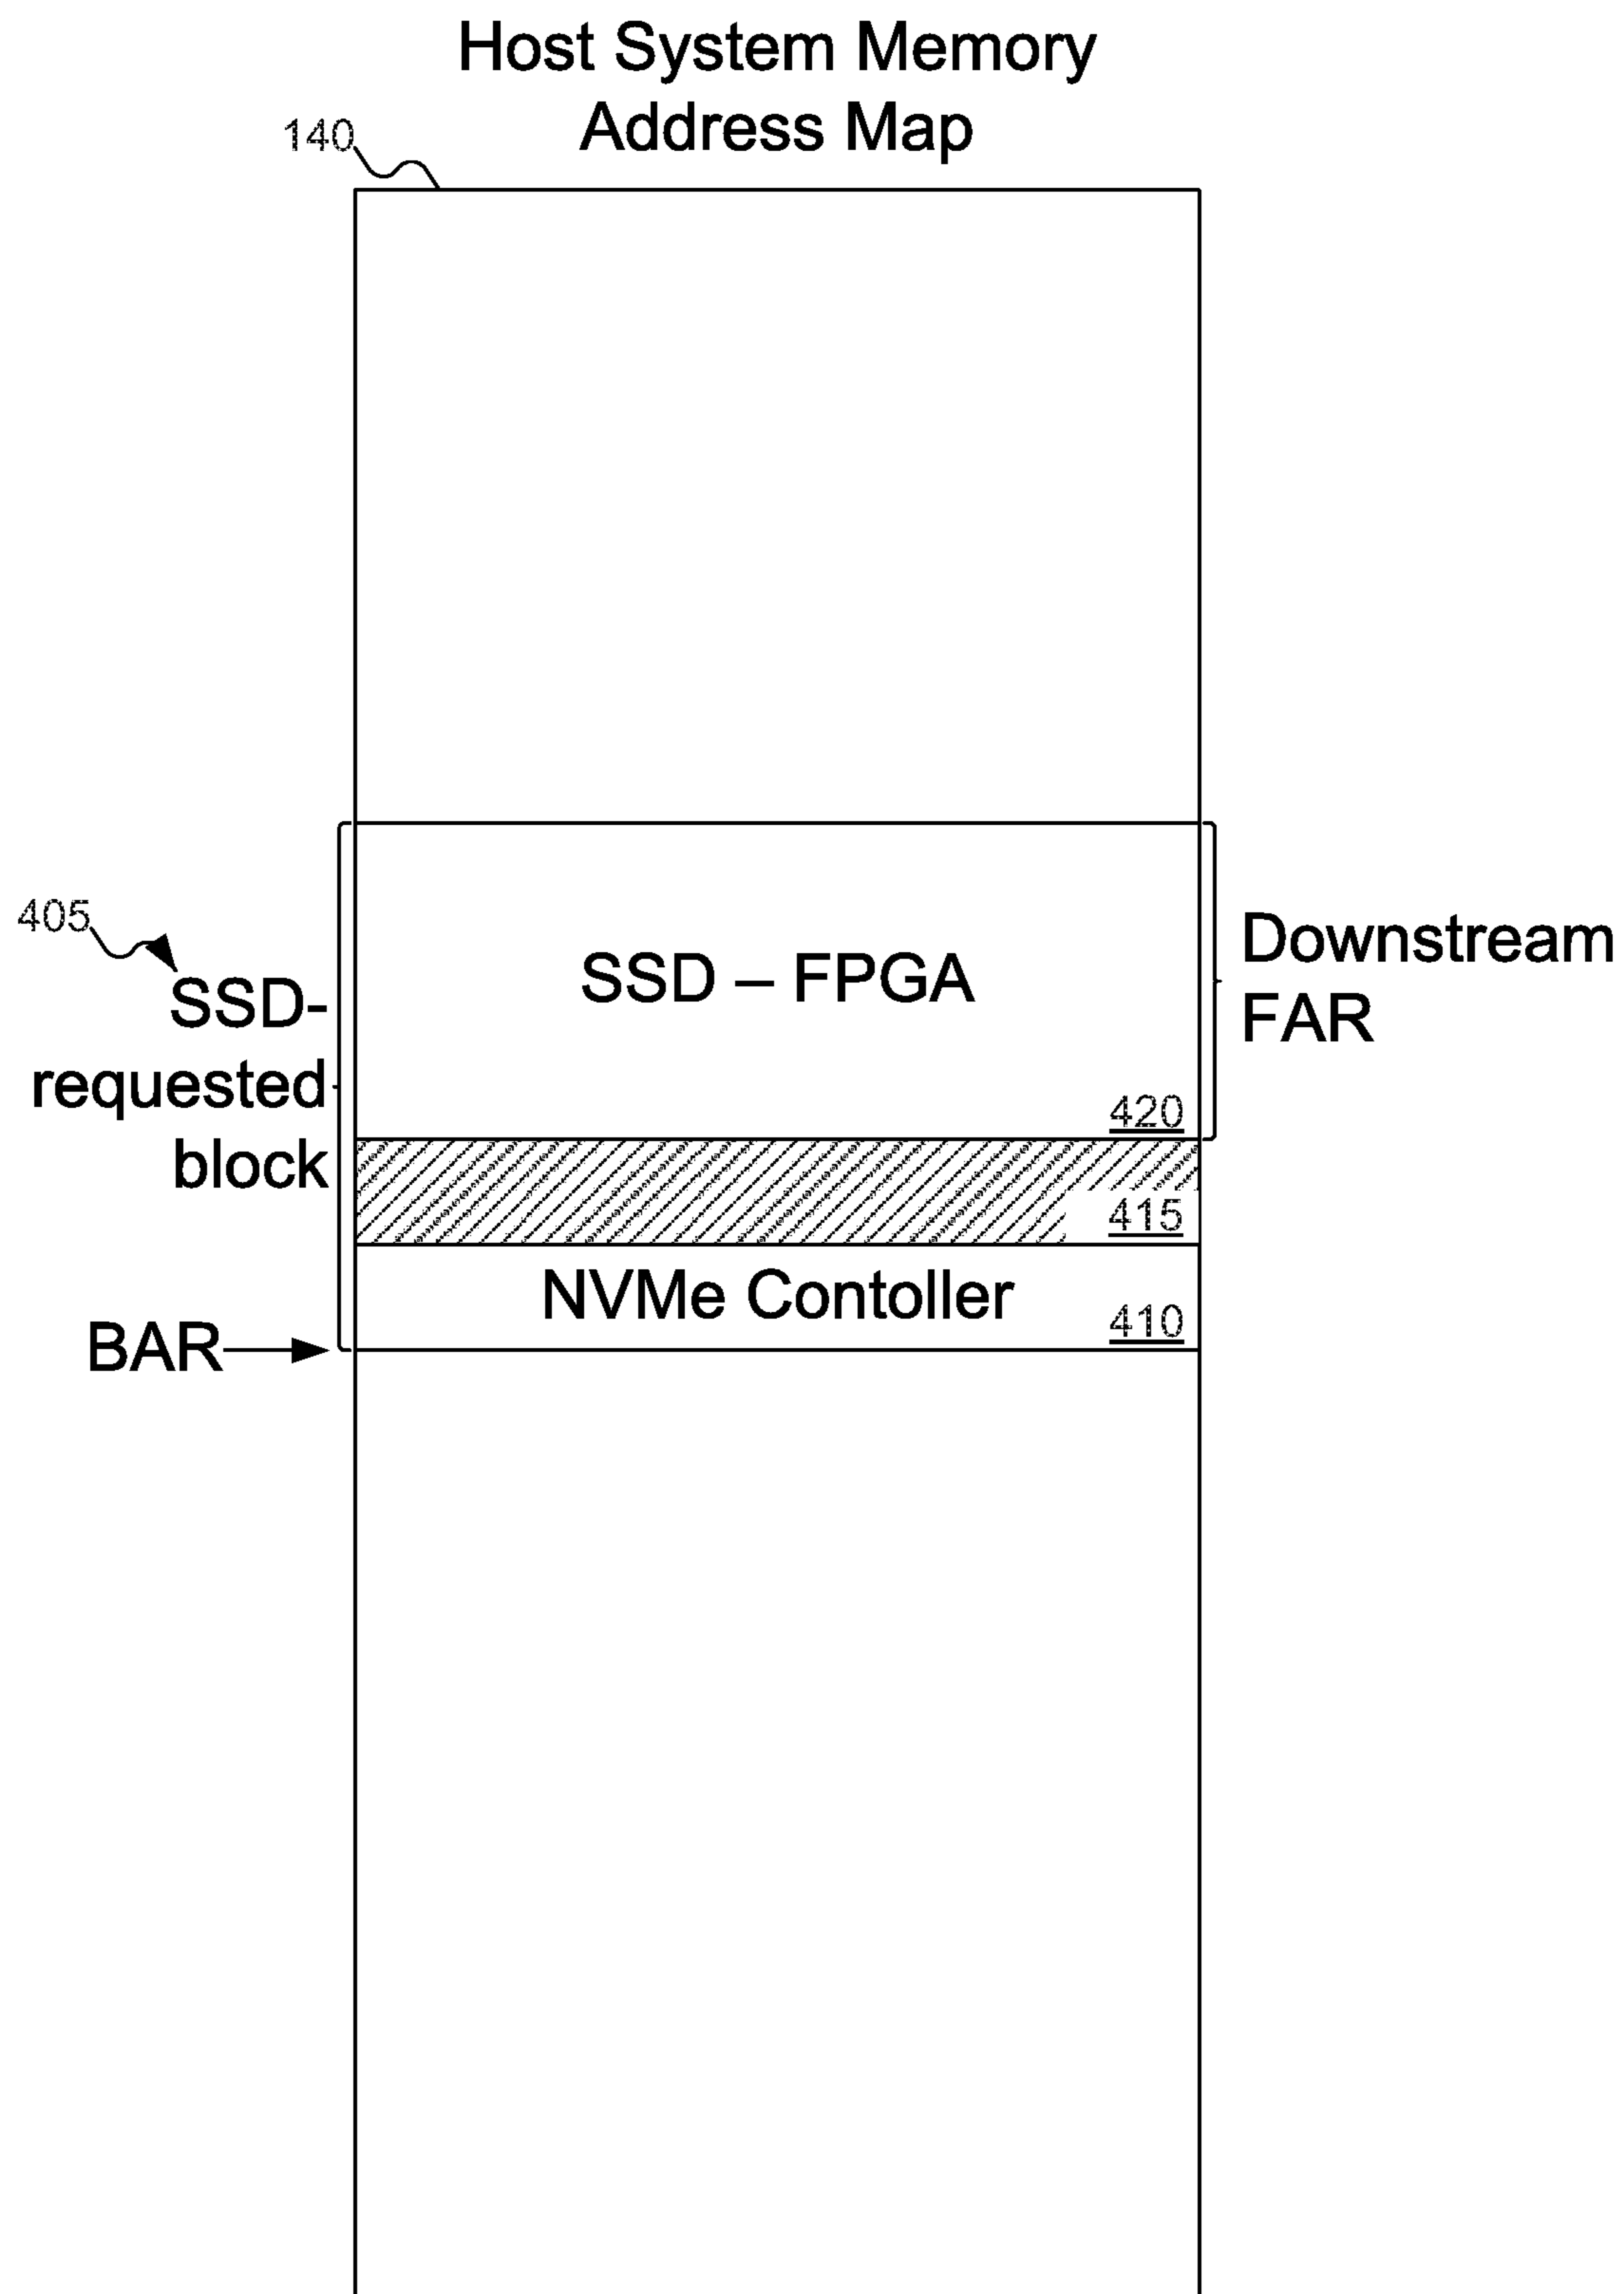 Host System Memory
Address Map
140
405
SSD-
requested
block
SSD – FPGA
420
Downstream
FAR
415
NVMe Contoller
410
BAR